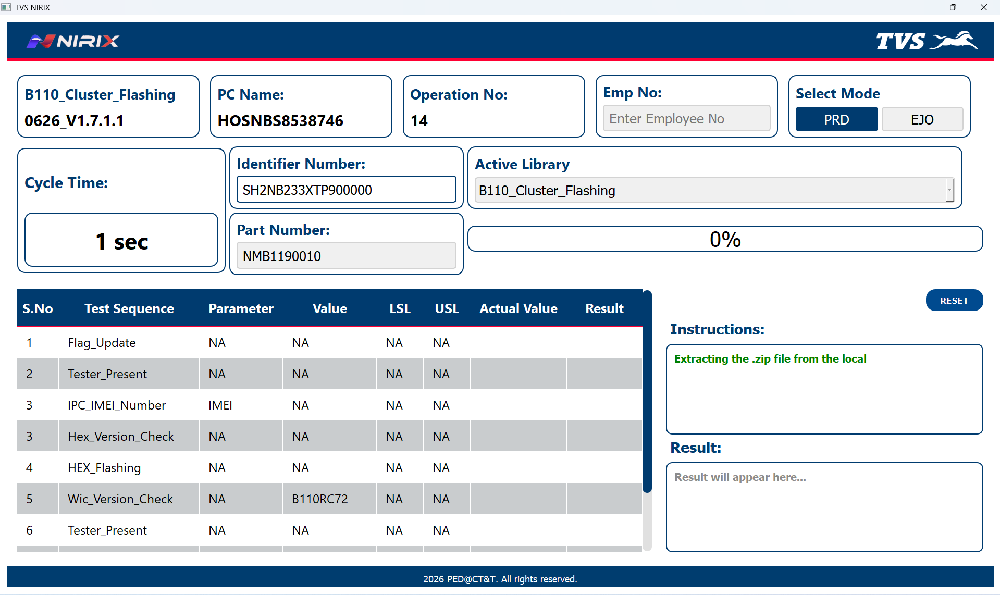 TVS NIRIX
NIRIX
TVS
B110_Cluster_Flashing
0626_V1.7.1.1
PC Name:
HOSNBS8538746
Operation No:
14
Emp No:
Enter Employee No
Select Mode
PRD EJO
Cycle Time:
1 sec
Identifier Number:
SH2NB233XTP900000
Part Number:
NMB1190010
Active Library
B110_Cluster_Flashing
0%
S.No Test Sequence Parameter Value LSL USL Actual Value Result
1 Flag_Update NA NA NA NA
2 Tester_Present NA NA NA NA
3 IPC_IMEI_Number IMEI NA NA NA
3 Hex_Version_Check NA NA NA NA
4 HEX_Flashing NA NA NA NA
5 Wic_Version_Check NA B110RC72 NA NA
6 Tester_Present NA NA NA NA
RESET
Instructions:
Extracting the .zip file from the local
Result:
Result will appear here...
2026 PED@CT&T. All rights reserved.